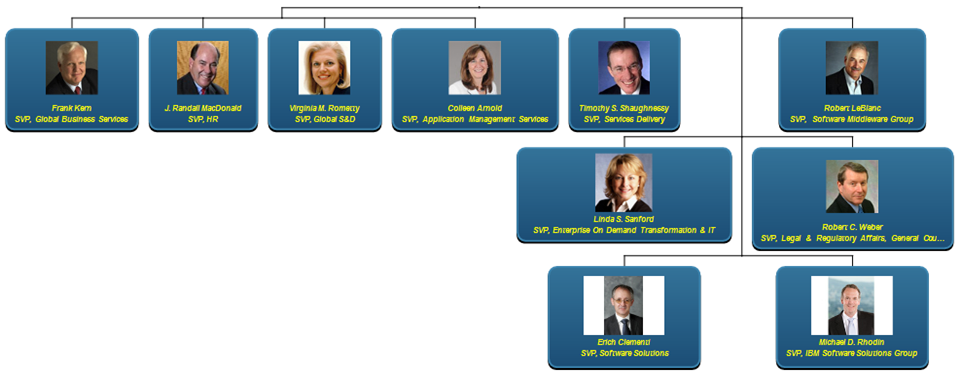 Frank Kern
SVP, Global Business Services
J. Randall MacDonald
SVP, HR
Virginia M. Rometty
SVP, Global S&D
Colleen Arnold
SVP, Application Management Services
Timothy S. Shaughnessy
SVP, Services Delivery
Robert LeBlanc
SVP, Software Middleware Group
Linda S. Sanford
SVP, Enterprise On Demand Transformation & IT
Robert C. Weber
SVP, Legal & Regulatory Affairs, General Cou...
Erich Clementi
SVP, Software Solutions
Michael D. Rhodin
SVP, IBM Software Solutions Group